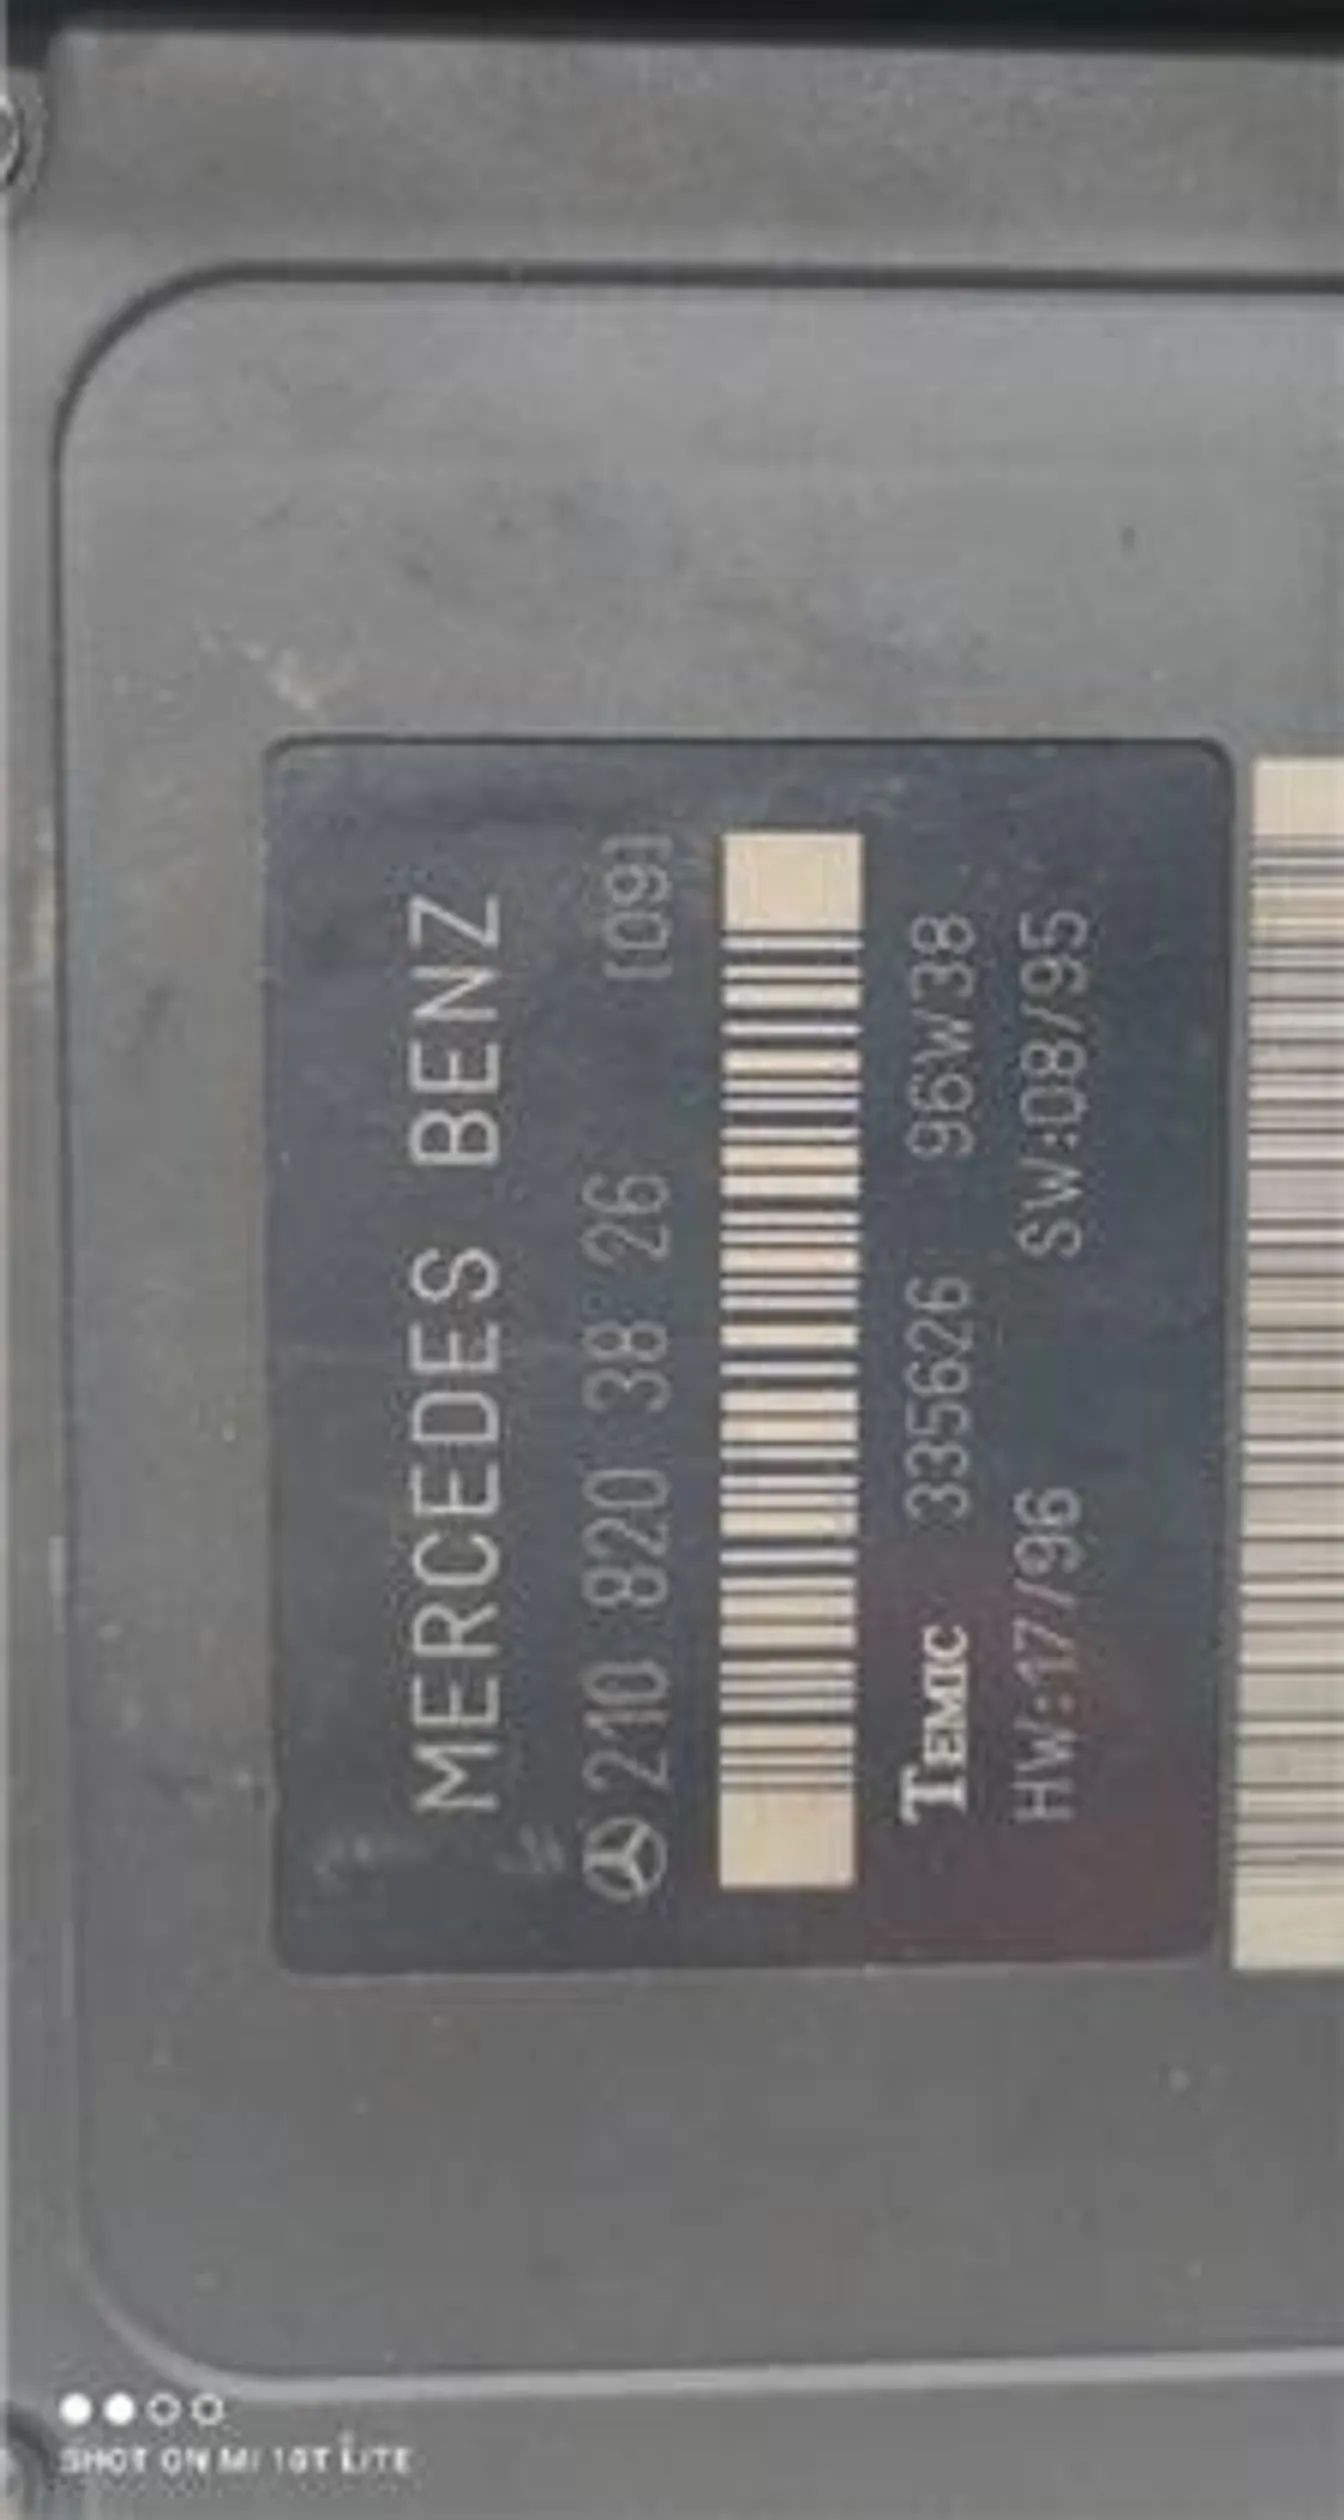 MERCEDES BENZ
210 820 38 26 [09]
TEMIC 335626 96W38
HW:17/96 SW:08/95
SHOT ON MI 10T LITE